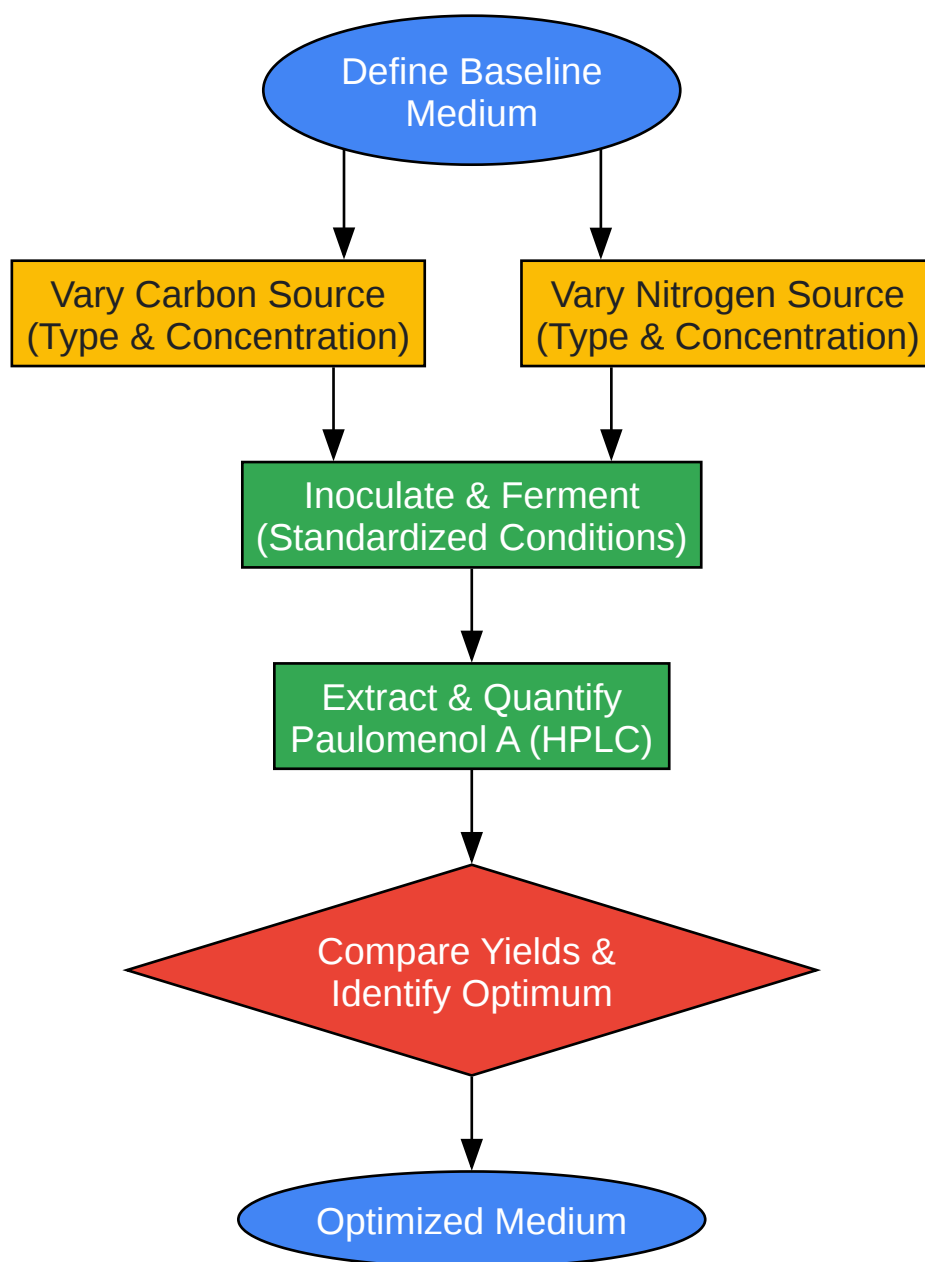 Define Baseline
Medium
Vary Carbon Source
(Type & Concentration)
Vary Nitrogen Source
(Type & Concentration)
Inoculate & Ferment
(Standardized Conditions)
Extract & Quantify
Paulomenol A (HPLC)
Compare Yields &
Identify Optimum
Optimized Medium